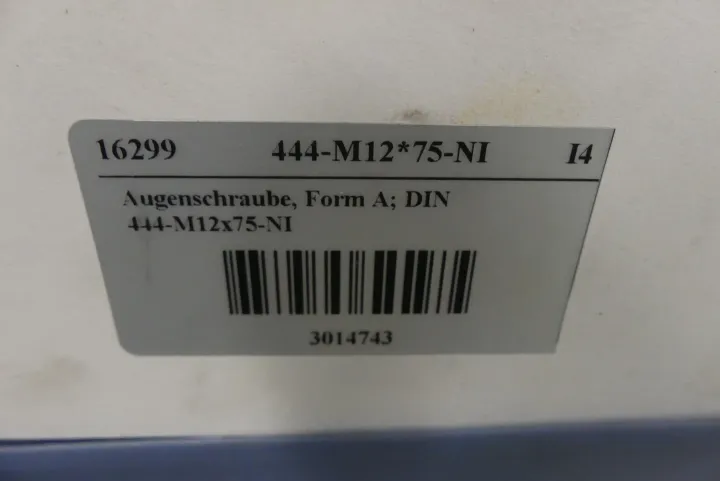 16299 444-M12*75-NI I4
Augenschraube, Form A; DIN
444-M12x75-NI
3014743